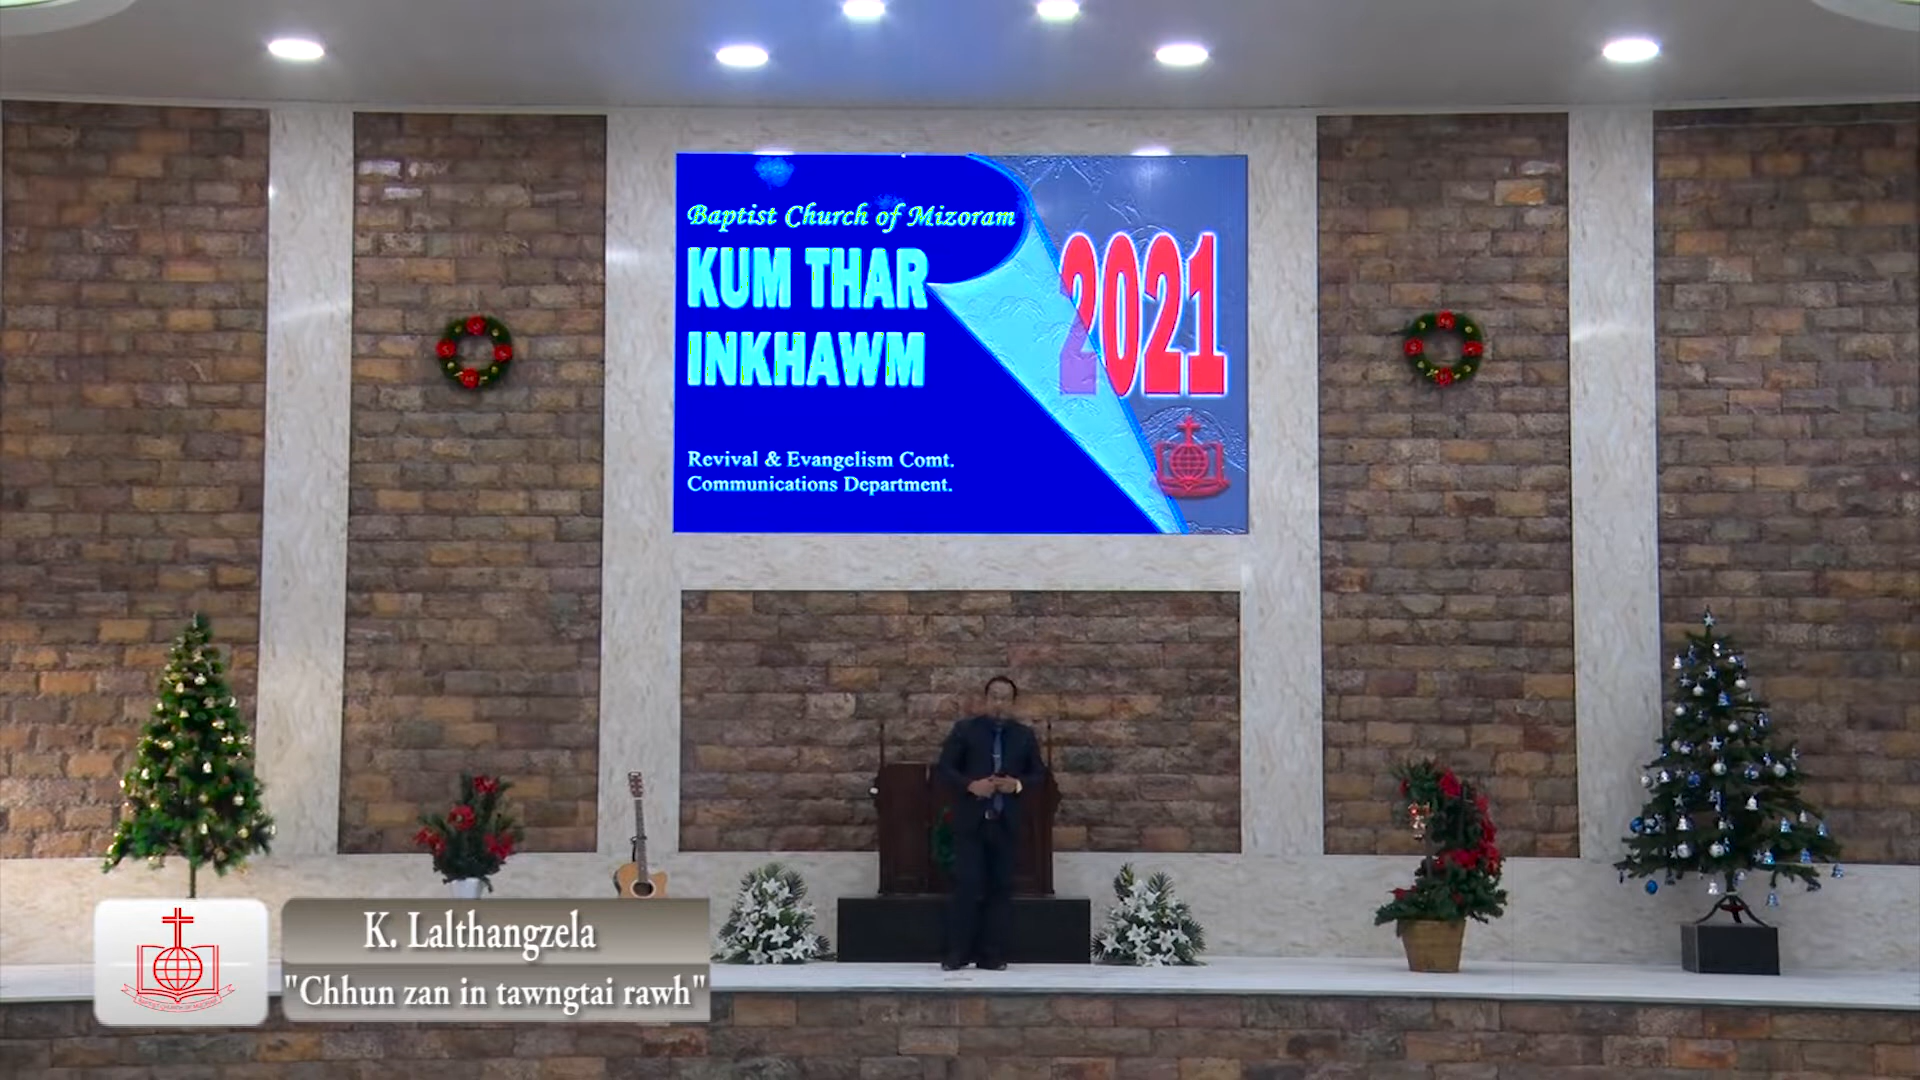 Baptist Church of Mizoram
KUM THAR
INKHAWM
2021
Revival & Evangelism Comt.
Communications Department.
K. Lalthangzela
"Chhun zan in tawngtai rawh"